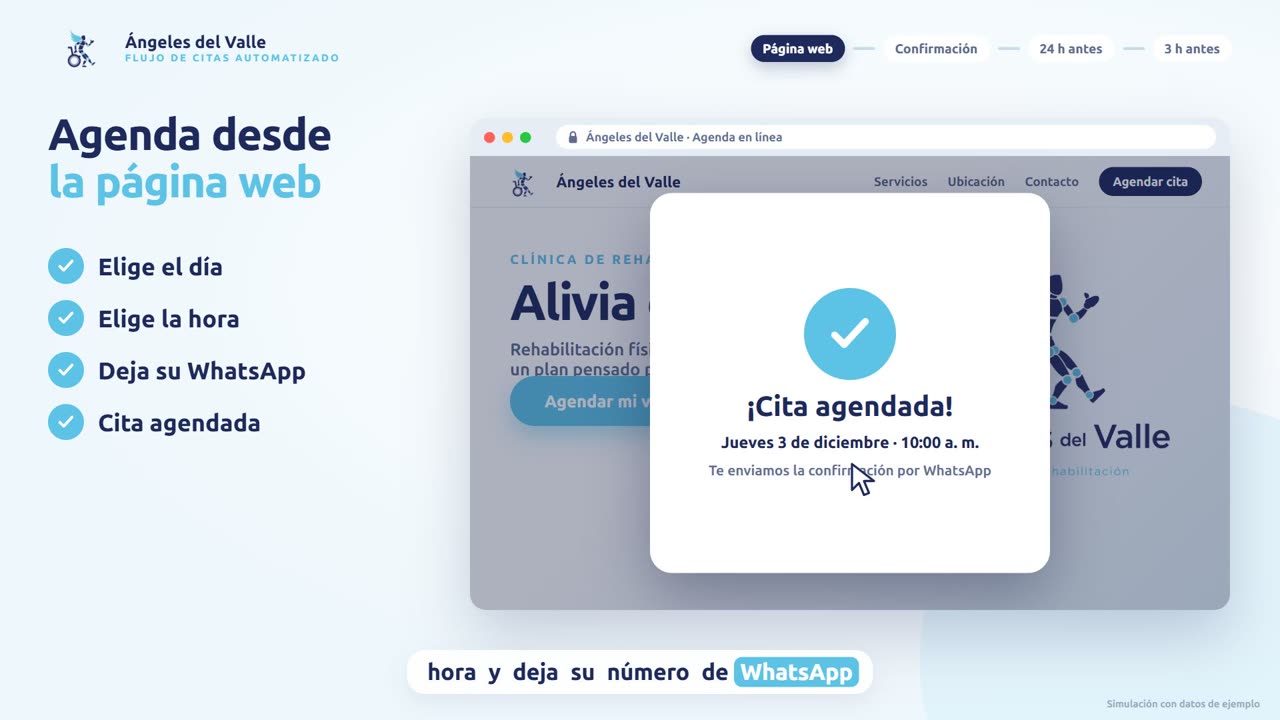 Ángeles del Valle
FLUJO DE CITAS AUTOMATIZADO
Página web
Confirmación
24 h antes
3 h antes
Agenda desde
la página web
Elige el día
Elige la hora
Deja su WhatsApp
Cita agendada
Ángeles del Valle · Agenda en línea
Ángeles del Valle
Servicios
Ubicación
Contacto
Agendar cita
CLÍNICA DE REHA
Alivia
Rehabilitación físi
un plan pensado p
Agendar mi v
del Valle
habilitación
¡Cita agendada!
Jueves 3 de diciembre · 10:00 a. m.
Te enviamos la confirmación por WhatsApp
hora y deja su número de WhatsApp
Simulación con datos de ejemplo